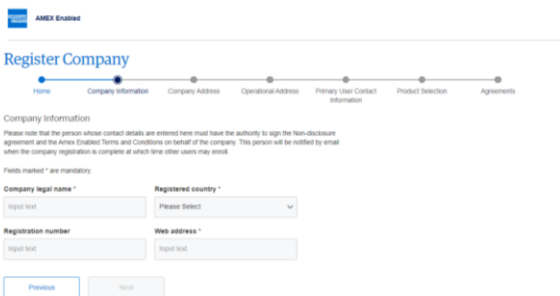 AMEX Enabled
Register Company
Home
Company Information
Company Address
Operational Address
Primary User Contact
Information
Product Selection
Agreements
Company Information
Please note that the person whose contact details are entered here must have the authority to sign the Non-disclosure
agreement and the Amex Enabled Terms and Conditions on behalf of the company. This person will be notified by email
when the company registration is complete at which time other users may enroll.
Fields marked * are mandatory.
Company legal name * Registered country *
Input text Please Select
Registration number Web address *
Input text Input text
Previous Next